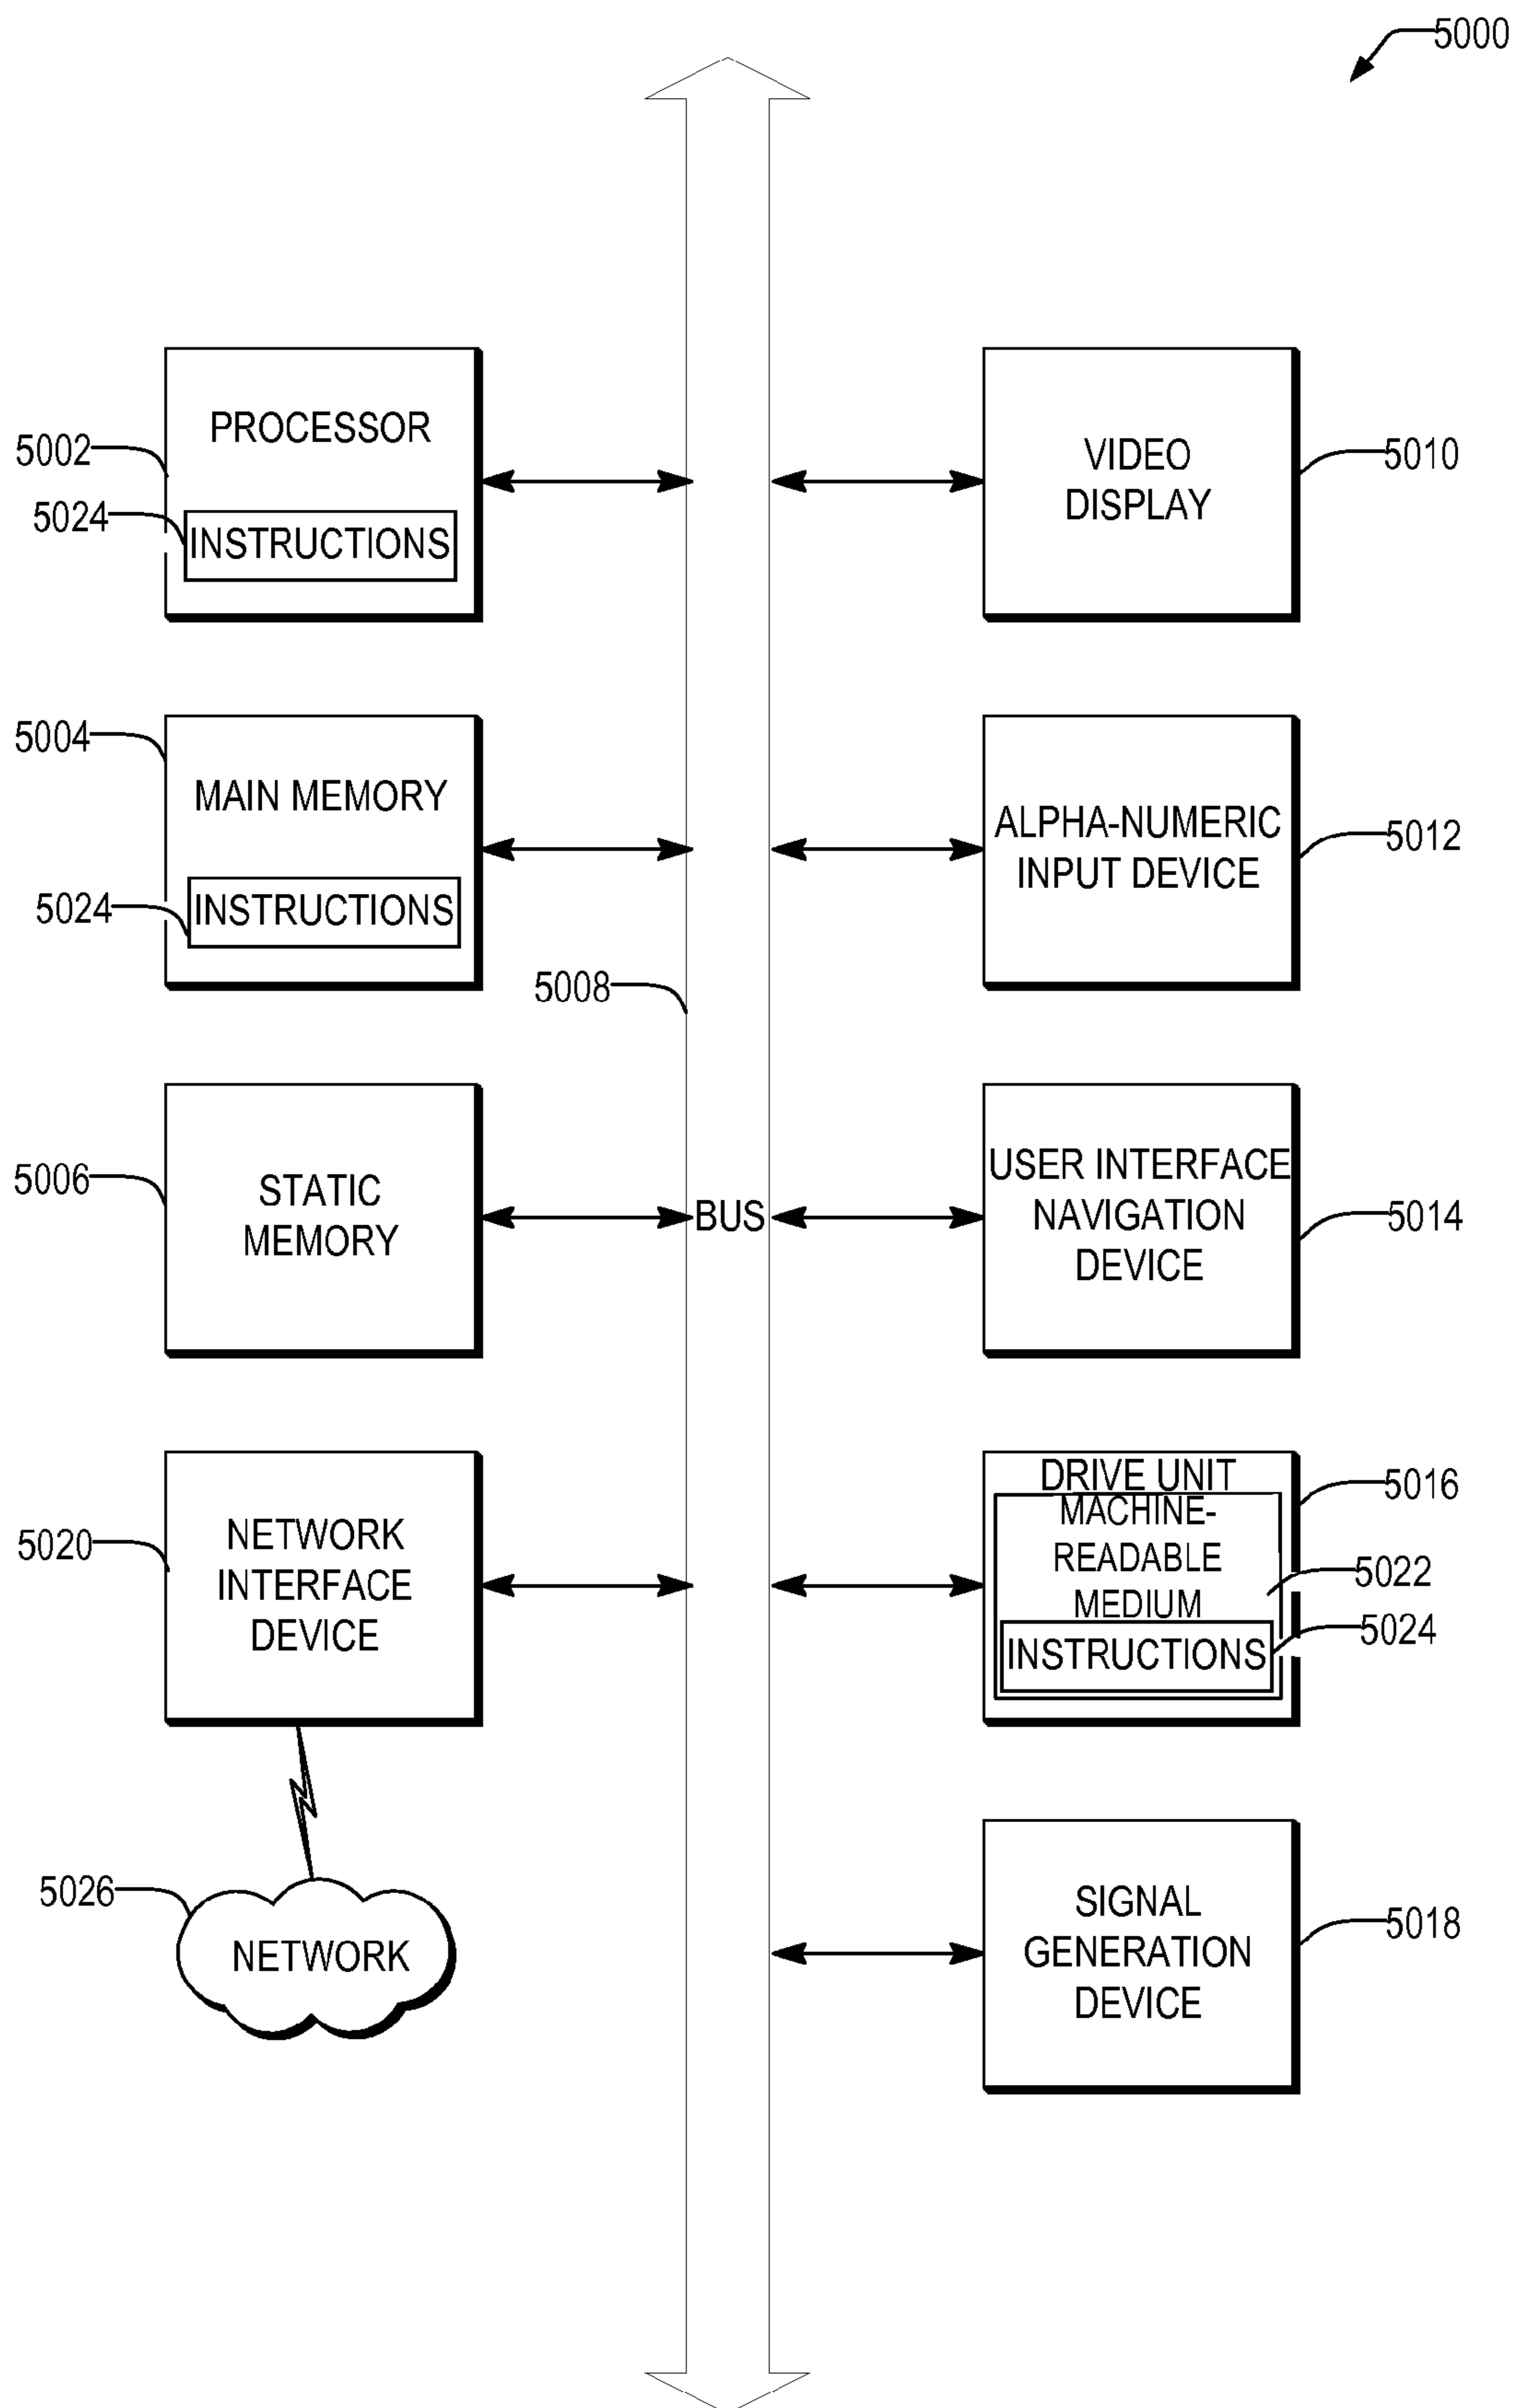 5000
PROCESSOR
5002
5024
INSTRUCTIONS
VIDEO
DISPLAY
5010
5004
MAIN MEMORY
5024
INSTRUCTIONS
ALPHA-NUMERIC
INPUT DEVICE
5012
5008
5006
STATIC
MEMORY
BUS
USER INTERFACE
NAVIGATION
DEVICE
5014
5020
NETWORK
INTERFACE
DEVICE
DRIVE UNIT
MACHINE-
READABLE
MEDIUM
INSTRUCTIONS
5016
5022
5024
5026
NETWORK
SIGNAL
GENERATION
DEVICE
5018